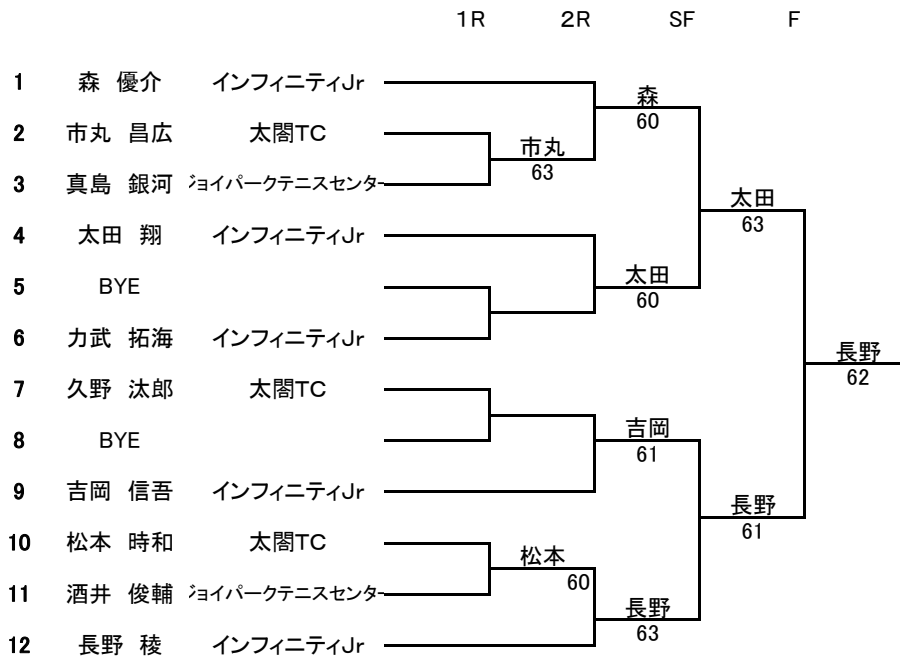 1R 2R SF F
1 森 優介 インフィニティJr
森
60
2 市丸 昌広 太閤TC
市丸
63
3 真島 銀河 ジョイパークテニスセンター
太田
63
4 太田 翔 インフィニティJr
太田
60
5 BYE
6 力武 拓海 インフィニティJr
長野
62
7 久野 汰郎 太閤TC
吉岡
61
8 BYE
9 吉岡 信吾 インフィニティJr
長野
61
10 松本 時和 太閤TC
松本
60
11 酒井 俊輔 ジョイパークテニスセンター
長野
63
12 長野 稜 インフィニティJr